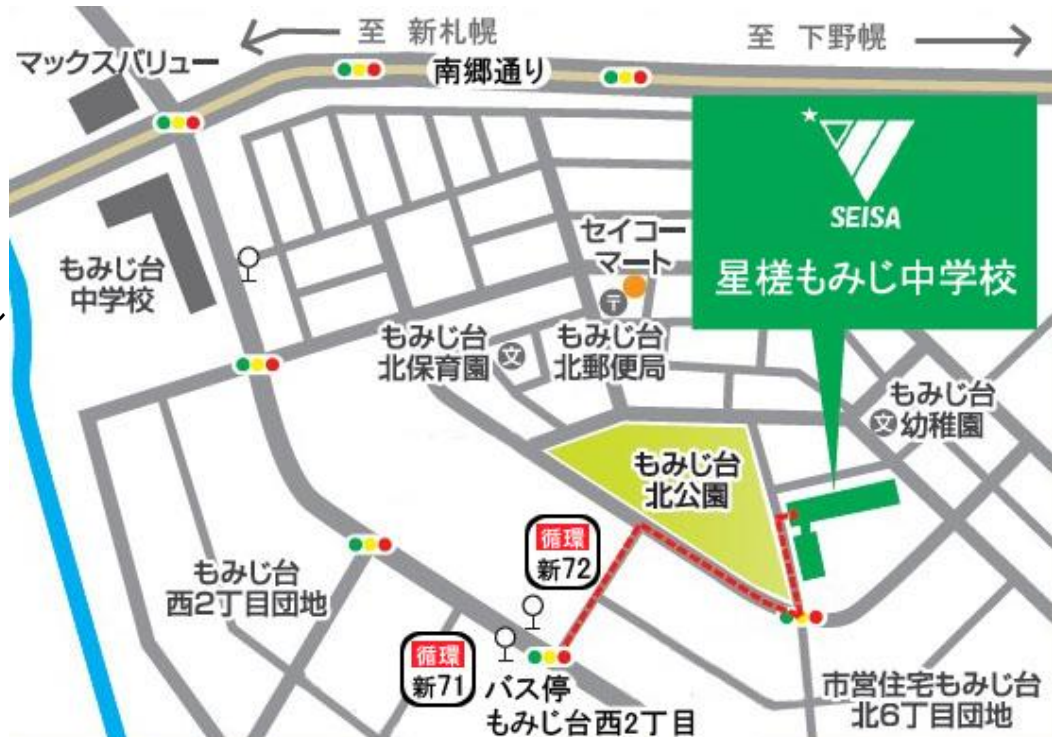 至 新札幌
至 下野幌
マックスバリュー
南郷通り
SEISA
星槎もみじ中学校
もみじ台
中学校
セイコー
マート
〒
もみじ台
北保育園
文
もみじ台
北郵便局
もみじ台
幼稚園
文
もみじ台
北公園
循環
新72
もみじ台
西2丁目団地
循環
新71
バス停
もみじ台西2丁目
市営住宅もみじ台
北6丁目団地